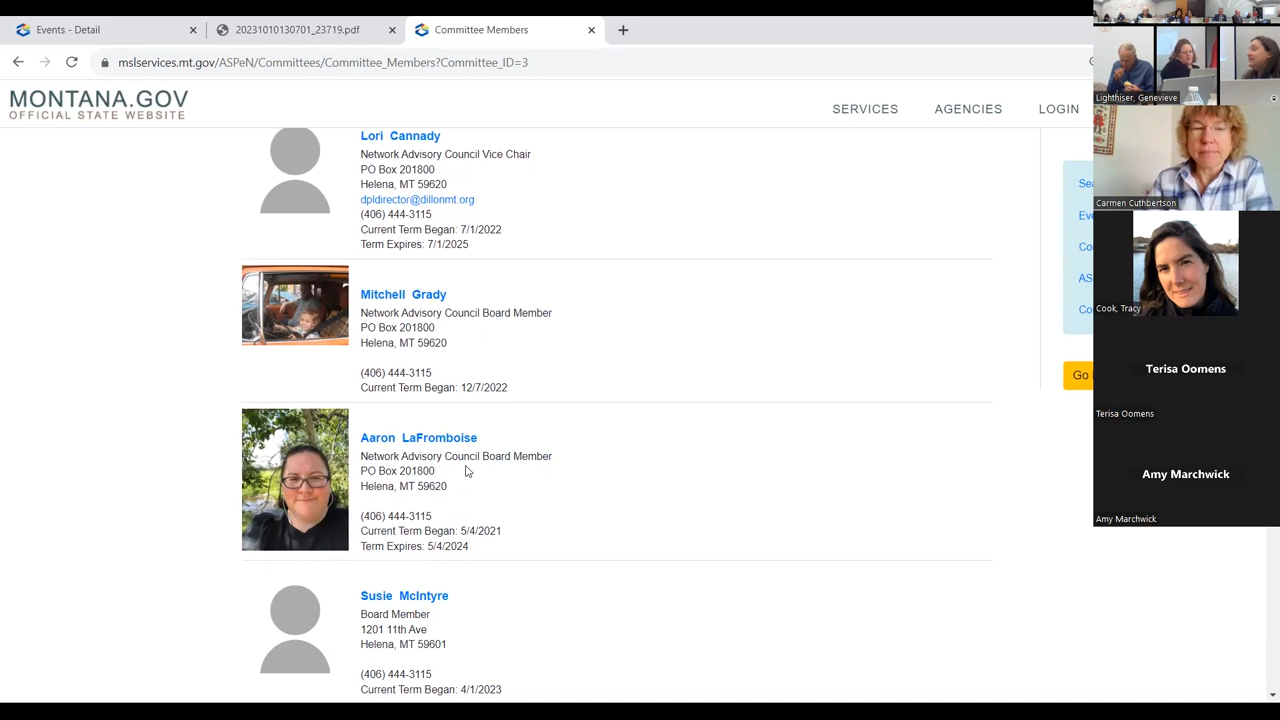 Events - Detail
20231010130701_23719.pdf
Committee Members
mslservices.mt.gov/ASPeN/Committees/Committee_Members?Committee_ID=3
MONTANA.GOV
OFFICIAL STATE WEBSITE
SERVICES
AGENCIES
LOGIN
Lori Cannady
Network Advisory Council Vice Chair
PO Box 201800
Helena, MT 59620
dpldirector@dillonmt.org
(406) 444-3115
Current Term Began: 7/1/2022
Term Expires: 7/1/2025
Mitchell Grady
Network Advisory Council Board Member
PO Box 201800
Helena, MT 59620
(406) 444-3115
Current Term Began: 12/7/2022
Aaron LaFromboise
Network Advisory Council Board Member
PO Box 201800
Helena, MT 59620
(406) 444-3115
Current Term Began: 5/4/2021
Term Expires: 5/4/2024
Susie McIntyre
Board Member
1201 11th Ave
Helena, MT 59601
(406) 444-3115
Current Term Began: 4/1/2023
Sea
Eve
Co
AS
Co
Go
Lighthiser, Genevieve
Carmen Cuthbertson
Cook, Tracy
Terisa Oomens
Terisa Oomens
Amy Marchwick
Amy Marchwick